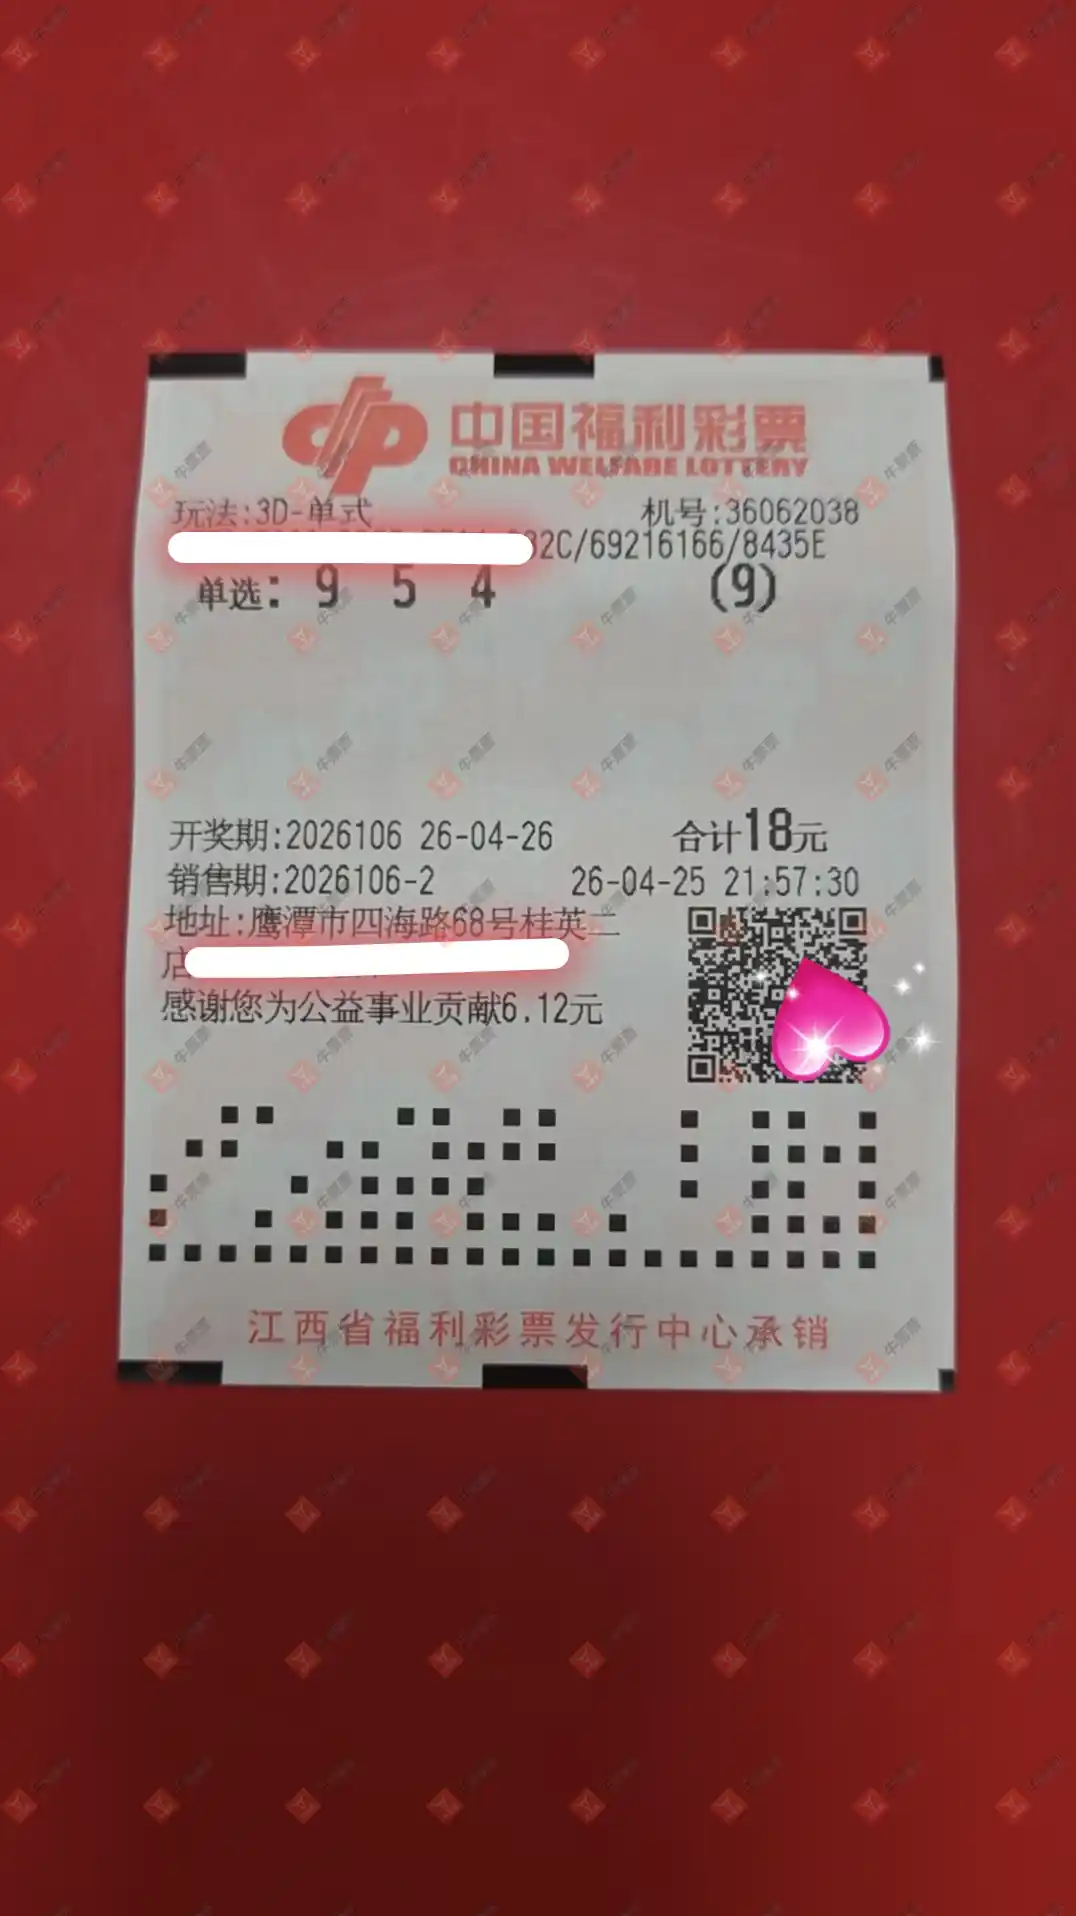 中国福利彩票
CHINA WELFARE LOTTERY
玩法:3D-单式 机号:36062038
32C/69216166/8435E
单选: 9 5 4 (9)
开奖期:2026106 26-04-26 合计18元
销售期:2026106-2 26-04-25 21:57:30
地址:鹰潭市四海路68号桂英二
店
感谢您为公益事业贡献6.12元
江西省福利彩票发行中心承销